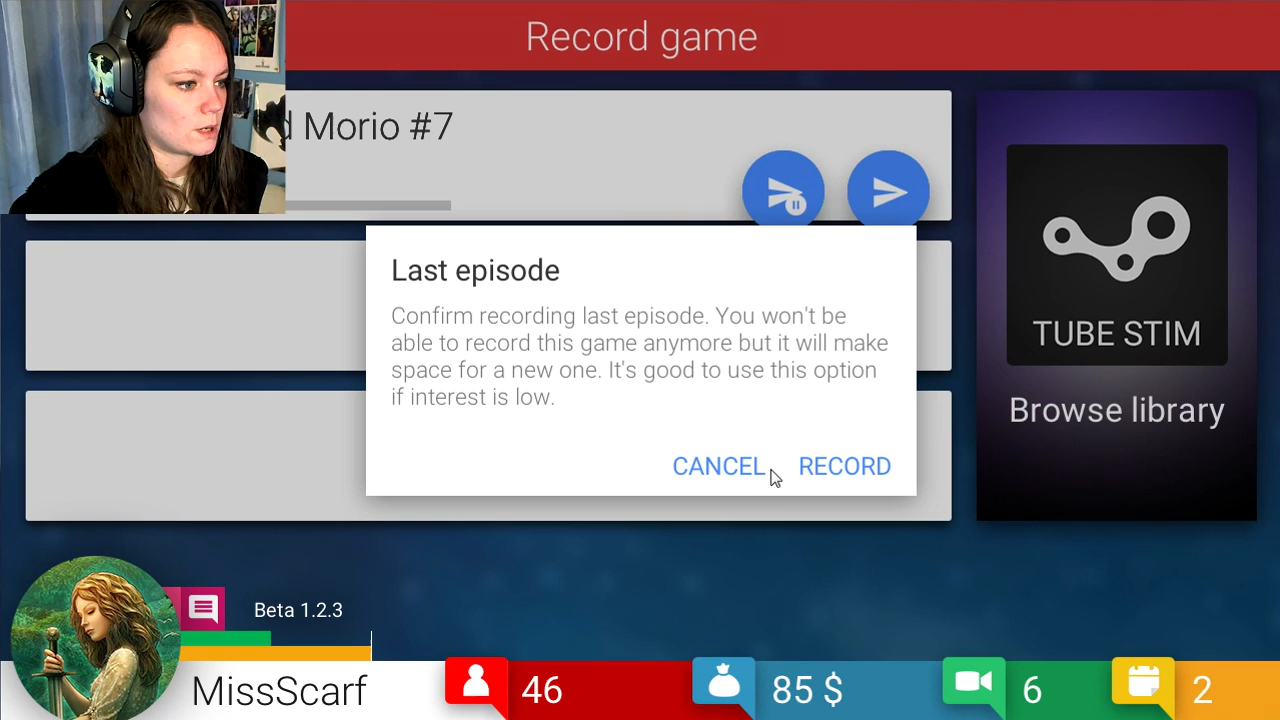 Record game
Morio #7
Last episode
Confirm recording last episode. You won't be
able to record this game anymore but it will make
space for a new one. It's good to use this option
if interest is low.
CANCEL
RECORD
TUBE STIM
Browse library
Beta 1.2.3
MissScarf
46
85 $
6
2